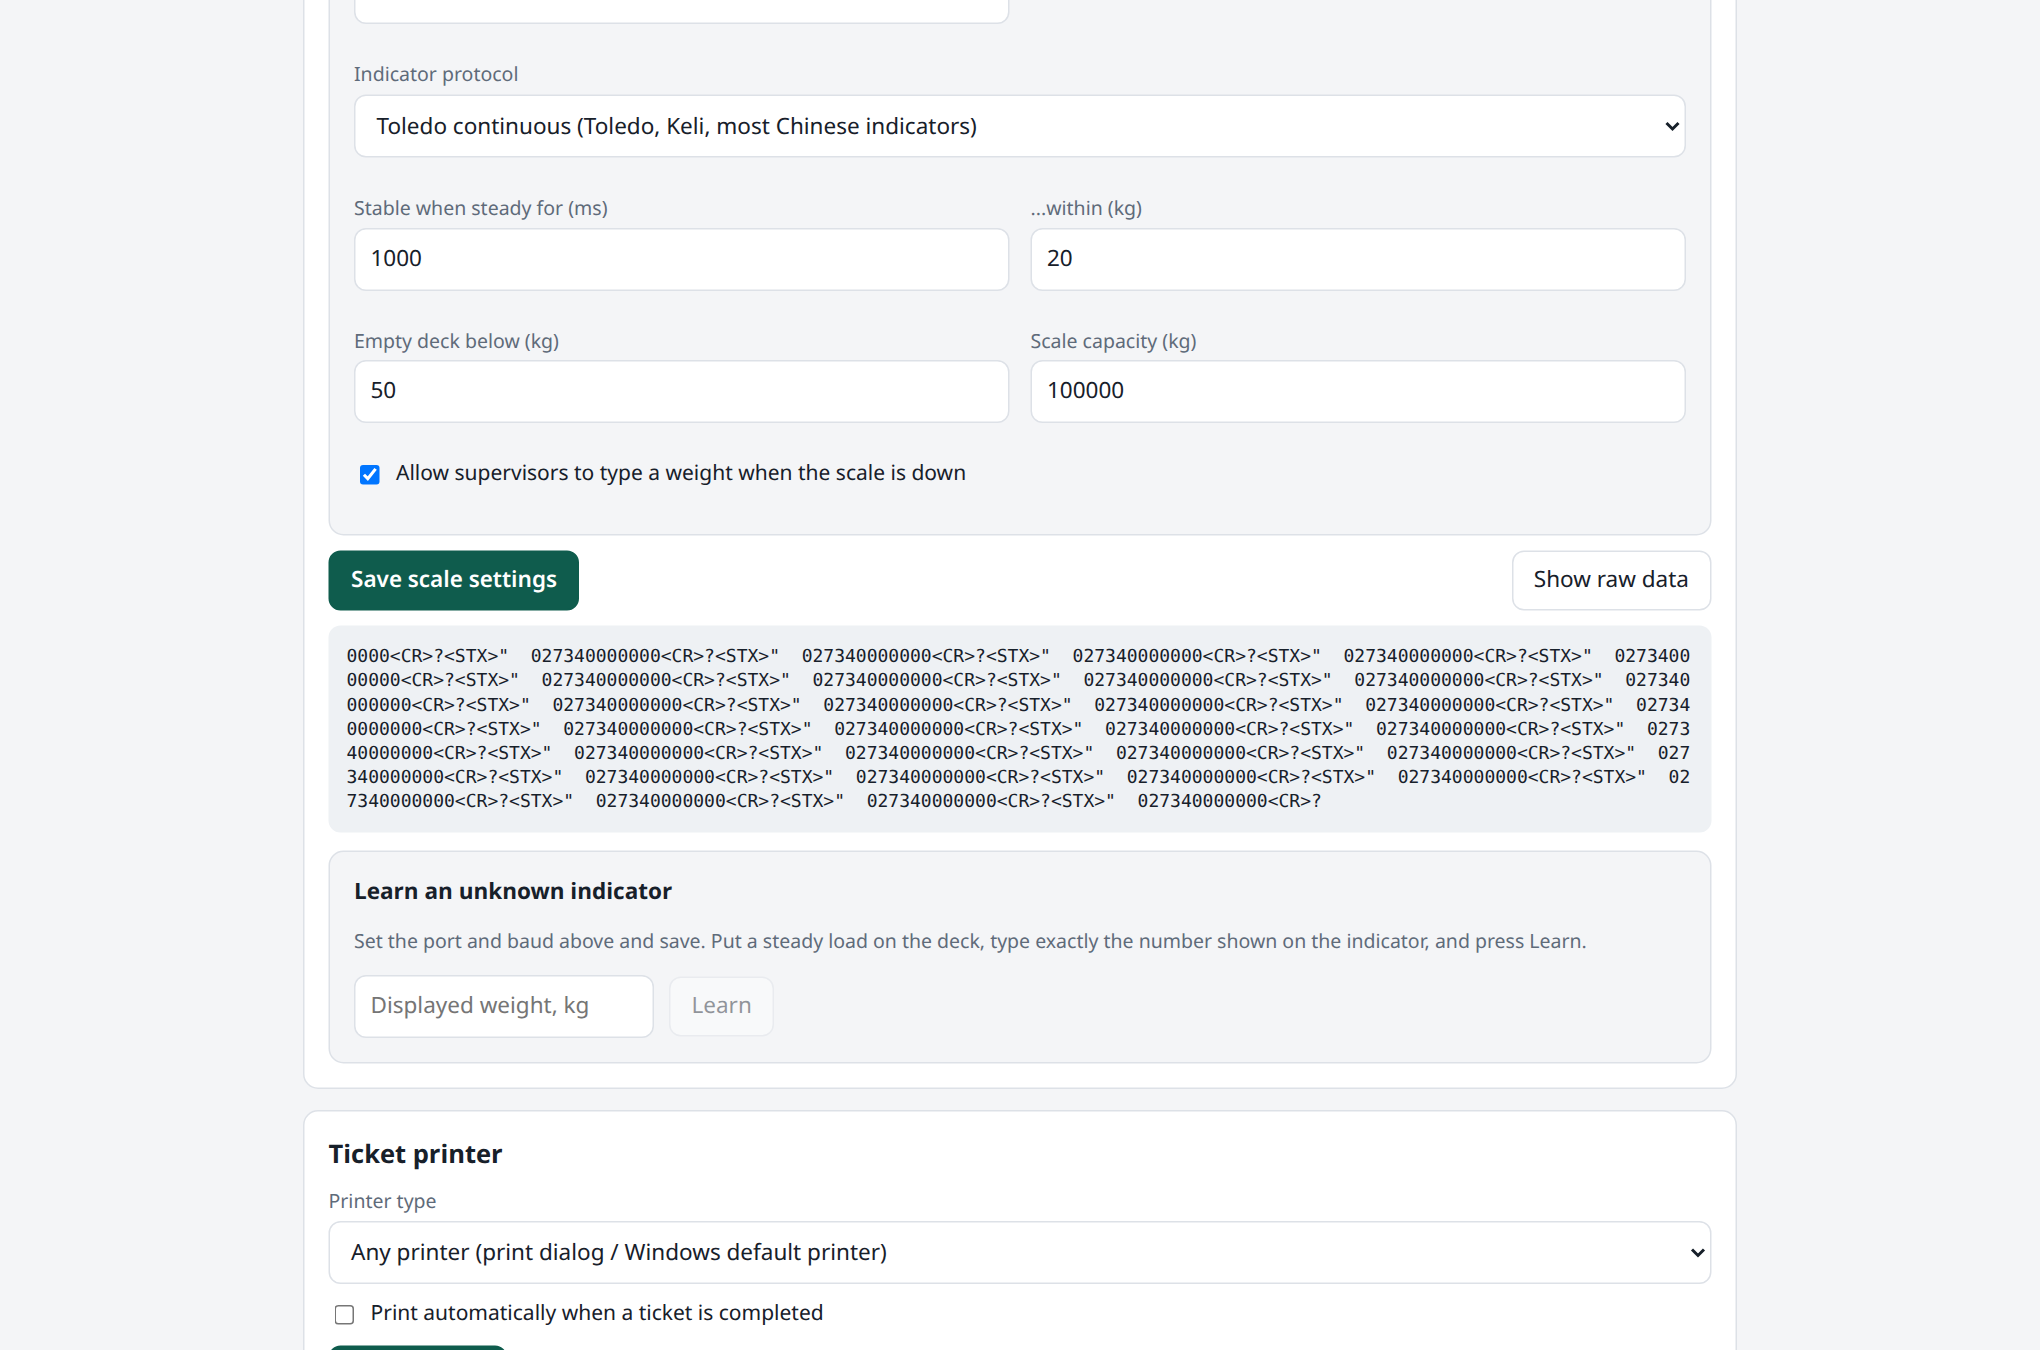 Indicator protocol
Toledo continuous (Toledo, Keli, most Chinese indicators)
Stable when steady for (ms)
...within (kg)
1000
20
Empty deck below (kg)
Scale capacity (kg)
50
100000
Allow supervisors to type a weight when the scale is down
Save scale settings
Show raw data
0000<CR>?<STX>"  027340000000<CR>?<STX>"  027340000000<CR>?<STX>"  027340000000<CR>?<STX>"  027340000000<CR>?<STX>"  0273400
00000<CR>?<STX>"  027340000000<CR>?<STX>"  027340000000<CR>?<STX>"  027340000000<CR>?<STX>"  027340000000<CR>?<STX>"  027340
000000<CR>?<STX>"  027340000000<CR>?<STX>"  027340000000<CR>?<STX>"  027340000000<CR>?<STX>"  027340000000<CR>?<STX>"  02734
0000000<CR>?<STX>"  027340000000<CR>?<STX>"  027340000000<CR>?<STX>"  027340000000<CR>?<STX>"  027340000000<CR>?<STX>"  0273
40000000<CR>?<STX>"  027340000000<CR>?<STX>"  027340000000<CR>?<STX>"  027340000000<CR>?<STX>"  027340000000<CR>?<STX>"  027
340000000<CR>?<STX>"  027340000000<CR>?<STX>"  027340000000<CR>?<STX>"  027340000000<CR>?<STX>"  027340000000<CR>?<STX>"  02
7340000000<CR>?<STX>"  027340000000<CR>?<STX>"  027340000000<CR>?<STX>"  027340000000<CR>?
Learn an unknown indicator
Set the port and baud above and save. Put a steady load on the deck, type exactly the number shown on the indicator, and press Learn.
Displayed weight, kg
Learn
Ticket printer
Printer type
Any printer (print dialog / Windows default printer)
Print automatically when a ticket is completed